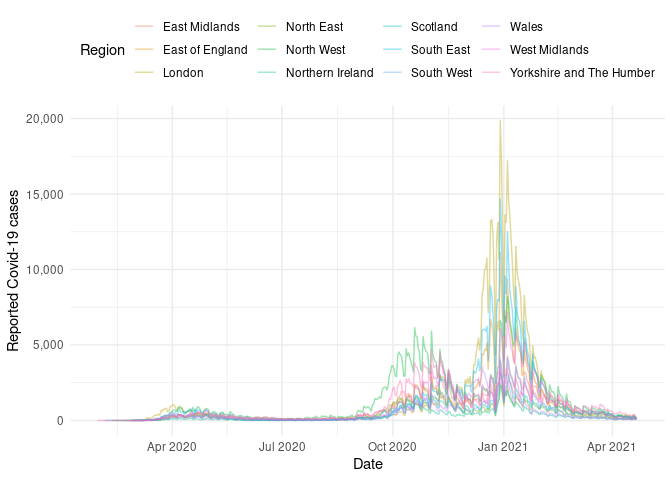 Region
East Midlands
North East
Scotland
Wales
East of England
North West
South East
West Midlands
London
Northern Ireland
South West
Yorkshire and The Humber
20,000
15,000
10,000
5,000
0
Reported Covid-19 cases
Apr 2020
Jul 2020
Oct 2020
Jan 2021
Apr 2021
Date